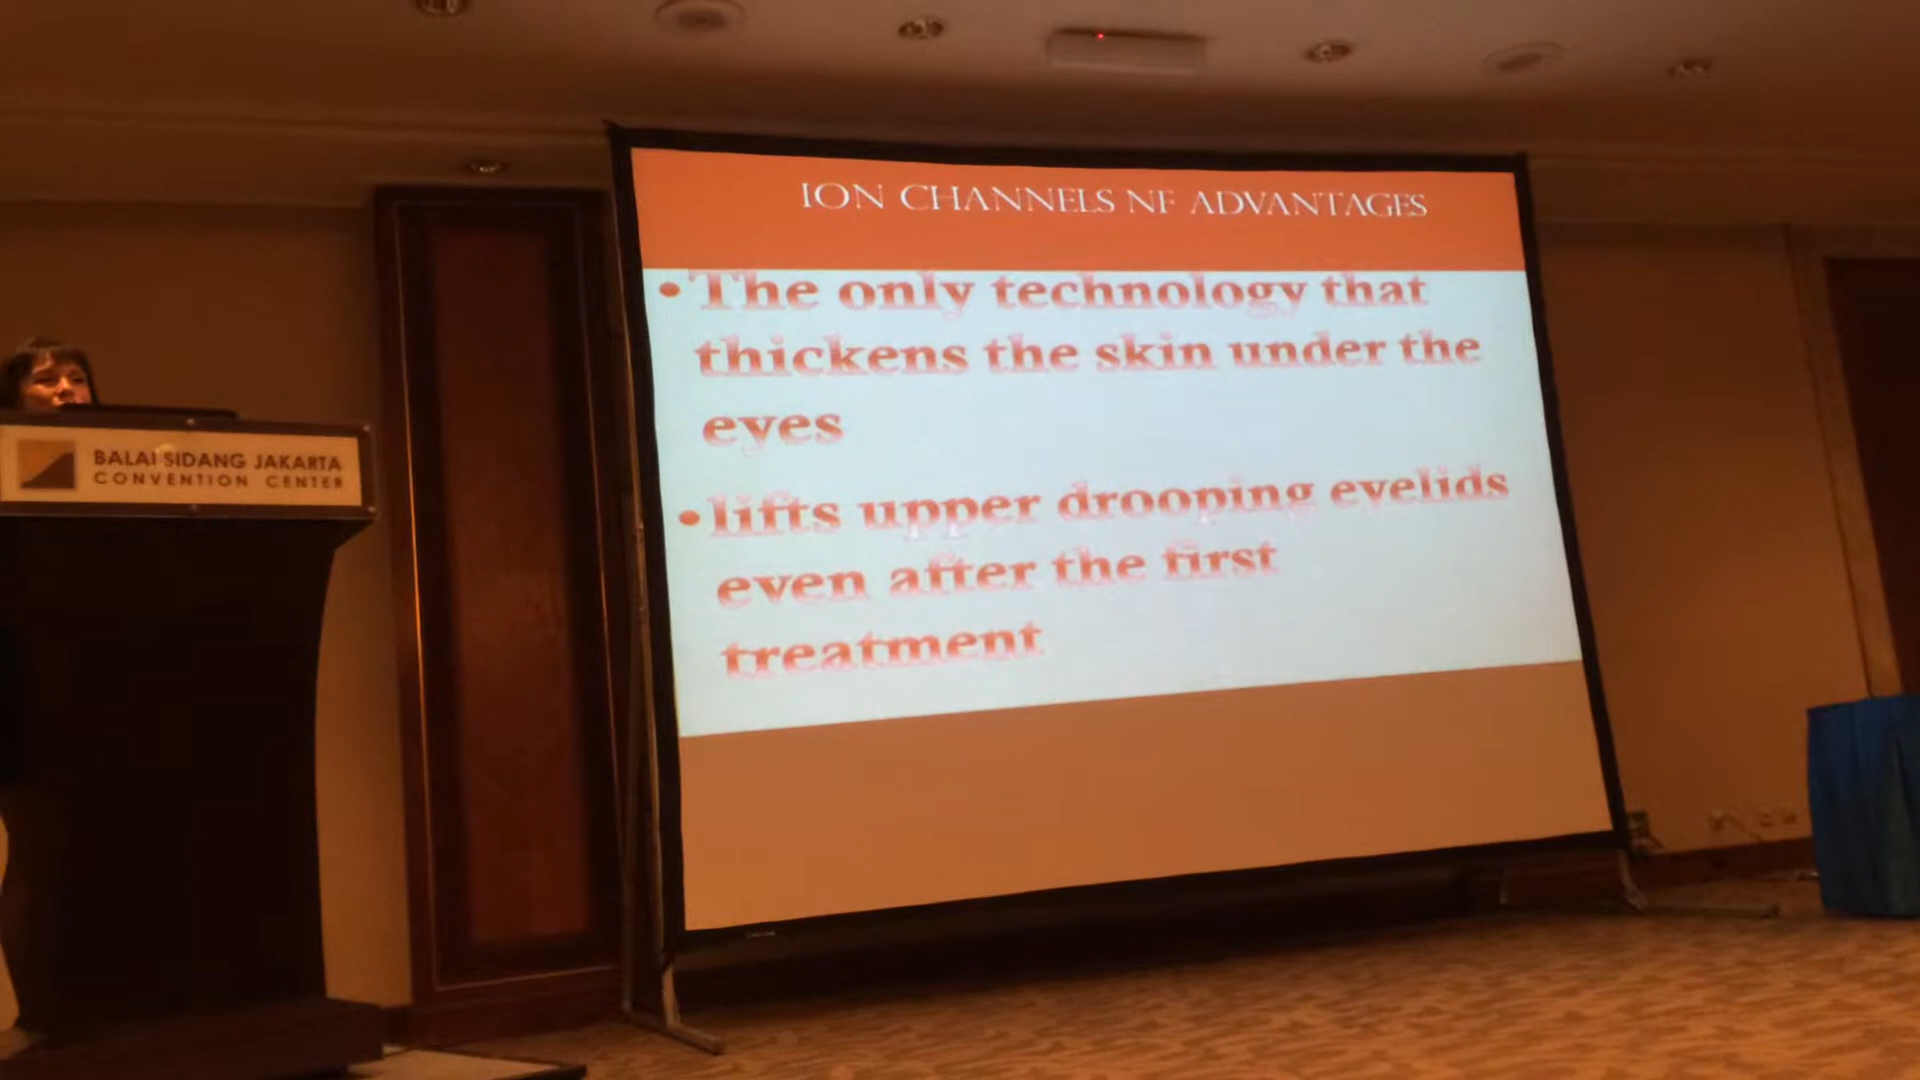 ION CHANNELS NF ADVANTAGES
• The only technology that
thickens the skin under the
eyes
• lifts upper drooping eyelids
even after the first
treatment
BALAI SIDANG JAKARTA
CONVENTION CENTER